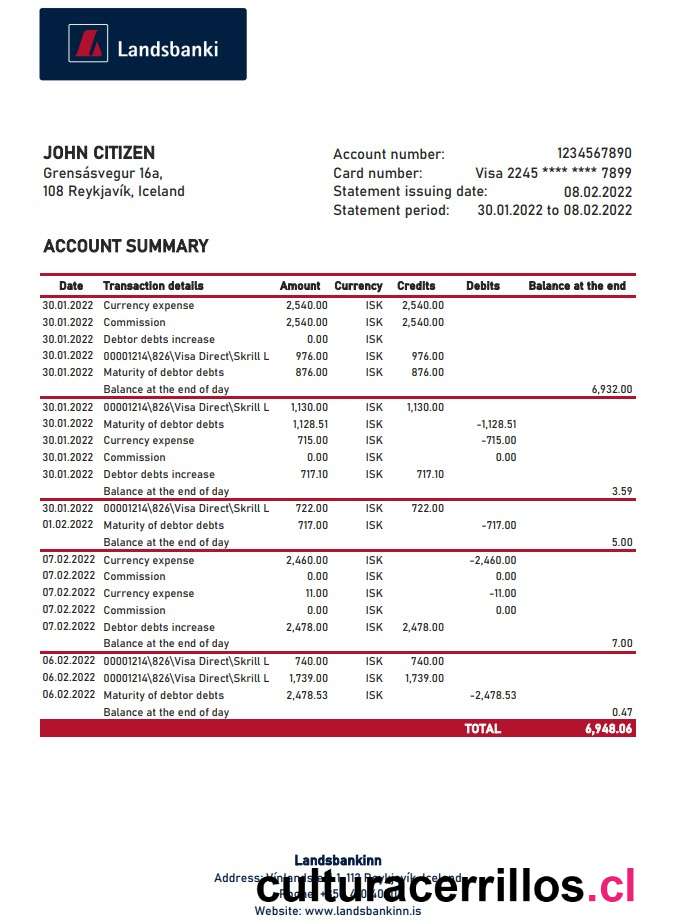 Landsbanki
JOHN CITIZEN
Grensásvegur 16a,
108 Reykjavík, Iceland
Account number: 1234567890
Card number: Visa 2245 **** **** 7899
Statement issuing date: 08.02.2022
Statement period: 30.01.2022 to 08.02.2022
ACCOUNT SUMMARY
Date Transaction details Amount Currency Credits Debits Balance at the end
30.01.2022 Currency expense 2,540.00 ISK 2,540.00
30.01.2022 Commission 2,540.00 ISK 2,540.00
30.01.2022 Debtor debts increase 0.00 ISK
30.01.2022 00001214\826\Visa Direct\Skrill L 976.00 ISK 976.00
30.01.2022 Maturity of debtor debts 876.00 ISK 876.00
Balance at the end of day 6,932.00
30.01.2022 00001214\826\Visa Direct\Skrill L 1,130.00 ISK 1,130.00
30.01.2022 Maturity of debtor debts 1,128.51 ISK -1,128.51
30.01.2022 Currency expense 715.00 ISK -715.00
30.01.2022 Commission 0.00 ISK 0.00
30.01.2022 Debtor debts increase 717.10 ISK 717.10
Balance at the end of day 3.59
30.01.2022 00001214\826\Visa Direct\Skrill L 722.00 ISK 722.00
01.02.2022 Maturity of debtor debts 717.00 ISK -717.00
Balance at the end of day 5.00
07.02.2022 Currency expense 2,460.00 ISK -2,460.00
07.02.2022 Commission 0.00 ISK 0.00
07.02.2022 Currency expense 11.00 ISK -11.00
07.02.2022 Commission 0.00 ISK 0.00
07.02.2022 Debtor debts increase 2,478.00 ISK 2,478.00
Balance at the end of day 7.00
06.02.2022 00001214\826\Visa Direct\Skrill L 740.00 ISK 740.00
06.02.2022 00001214\826\Visa Direct\Skrill L 1,739.00 ISK 1,739.00
06.02.2022 Maturity of debtor debts 2,478.53 ISK -2,478.53
Balance at the end of day 0.47
TOTAL 6,948.06
Landsbankinn
Address: Reykjavík, Iceland
culturacerrillos.cl
Website: www.landsbankinn.is